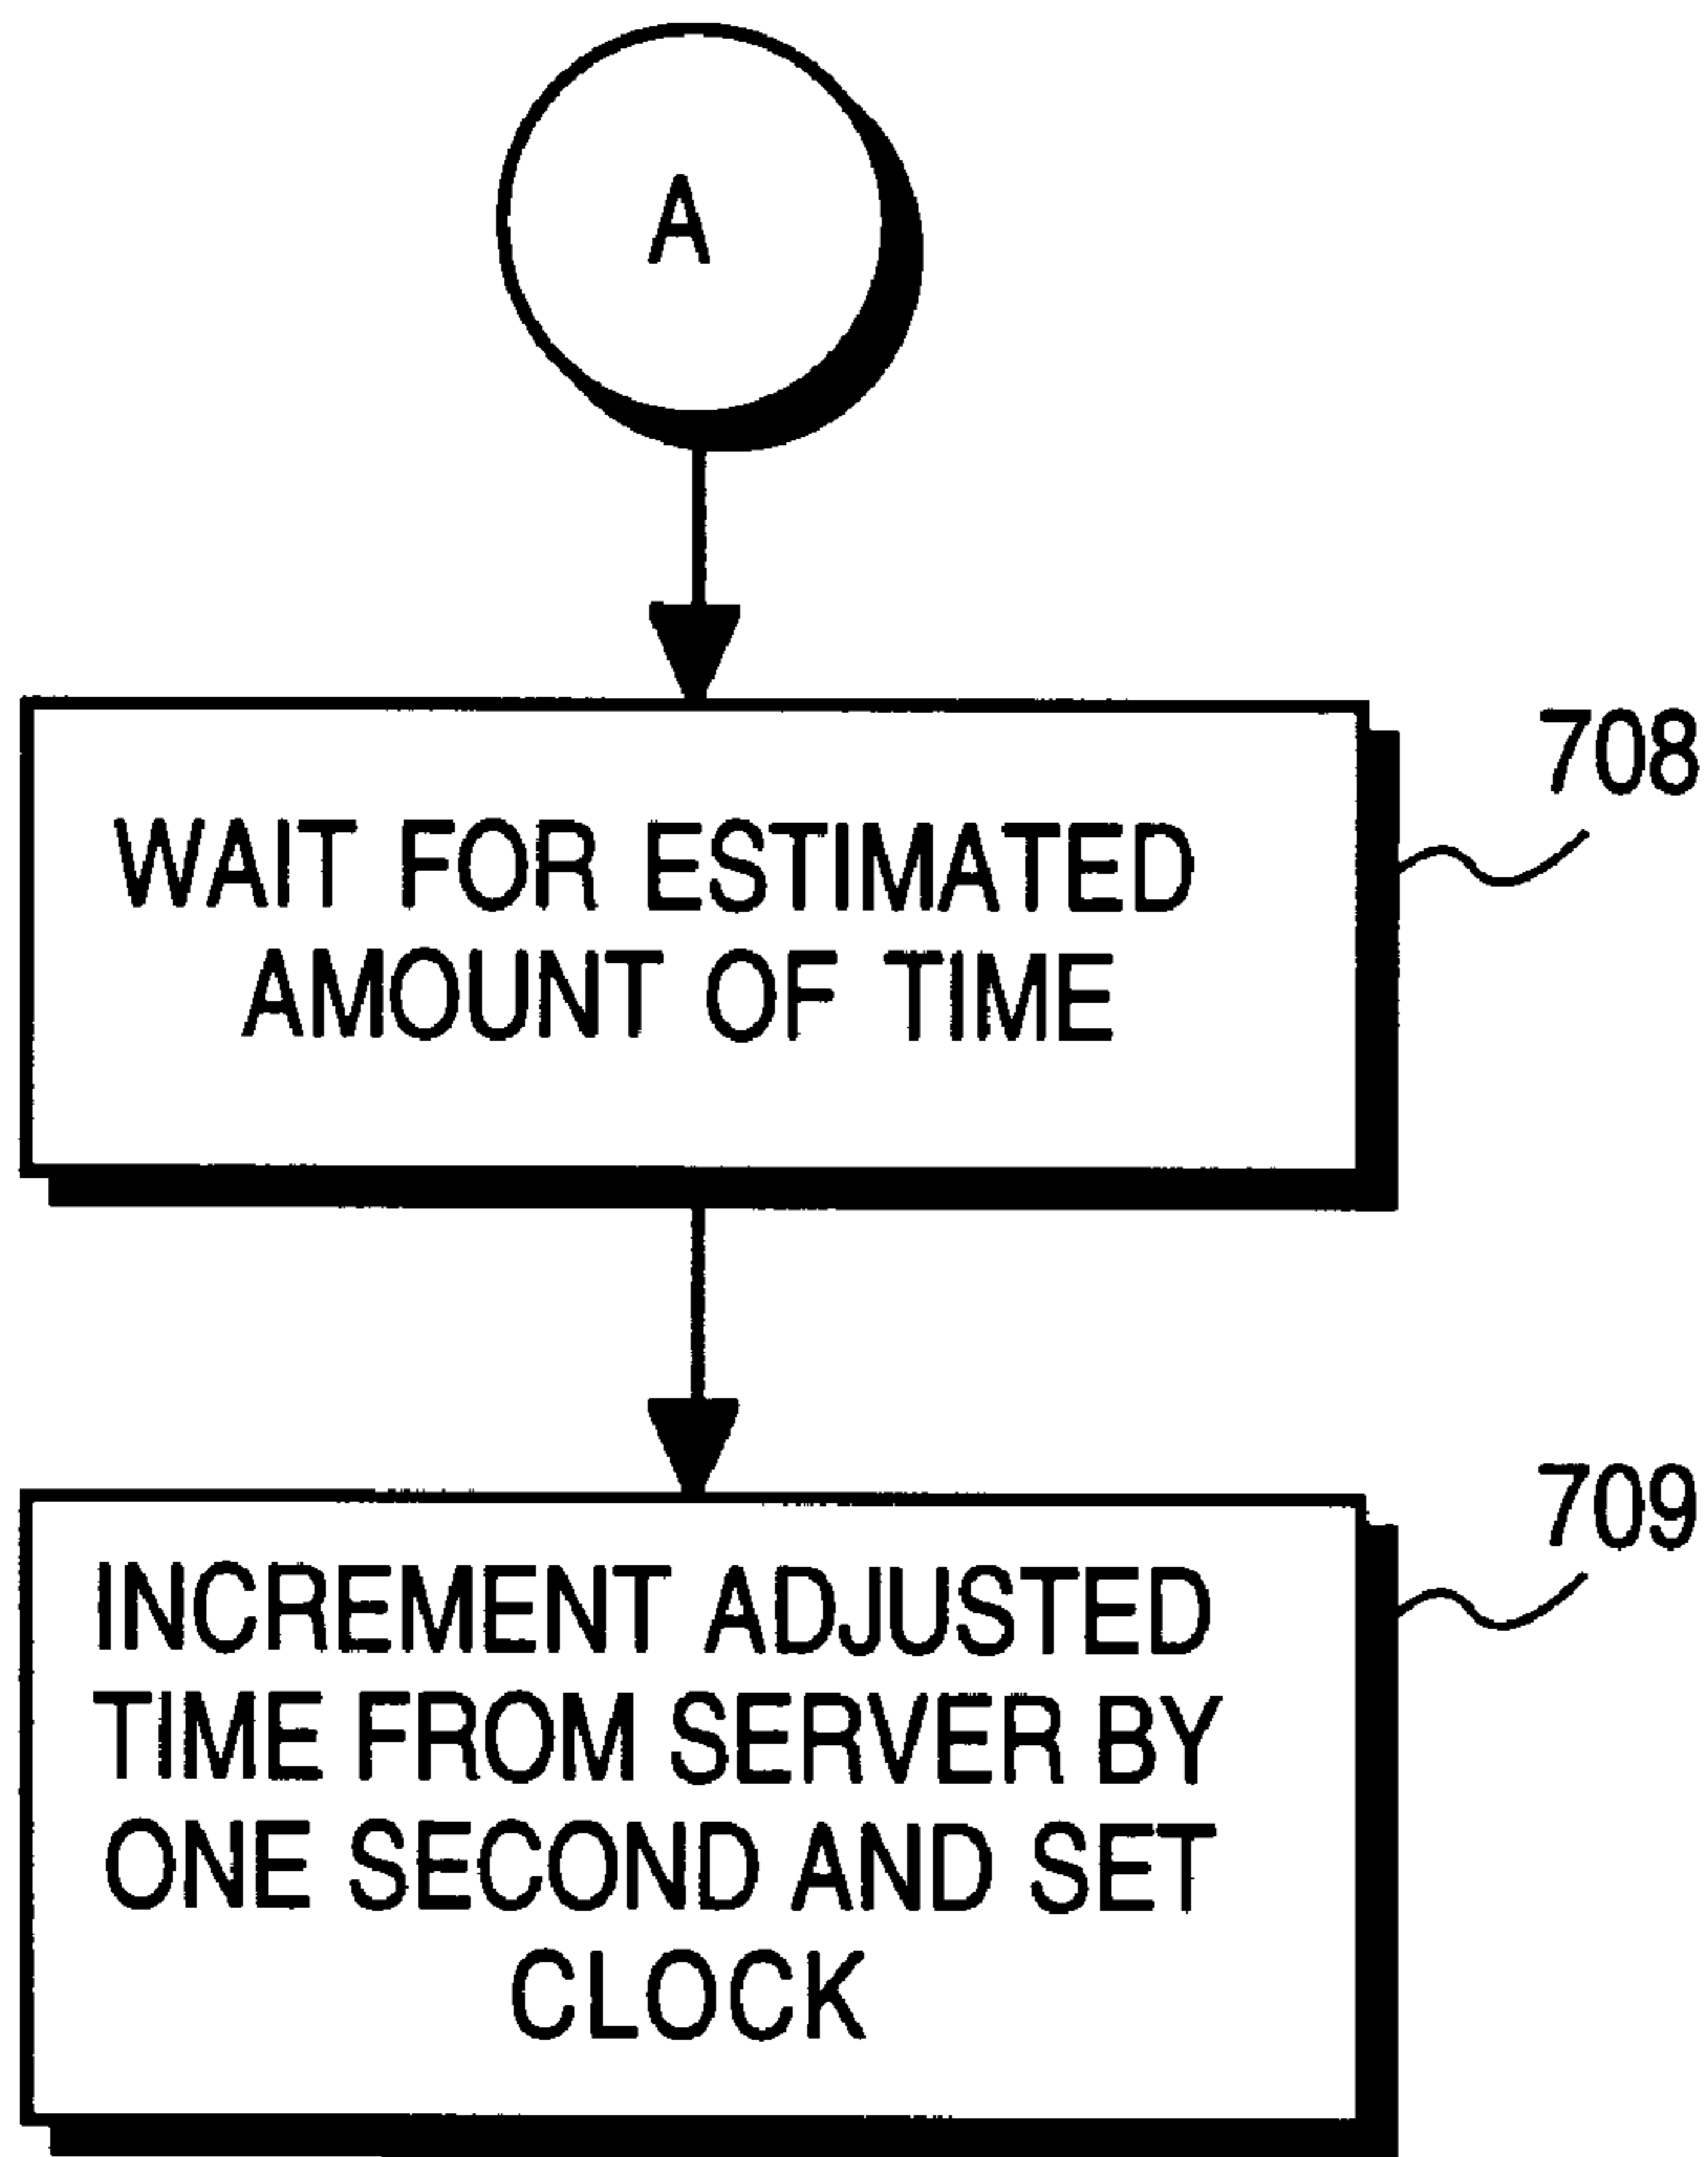 A
708
WAIT FOR ESTIMATED
AMOUNT OF TIME
709
INCREMENT ADJUSTED
TIME FROM SERVER BY
ONE SECOND AND SET
CLOCK